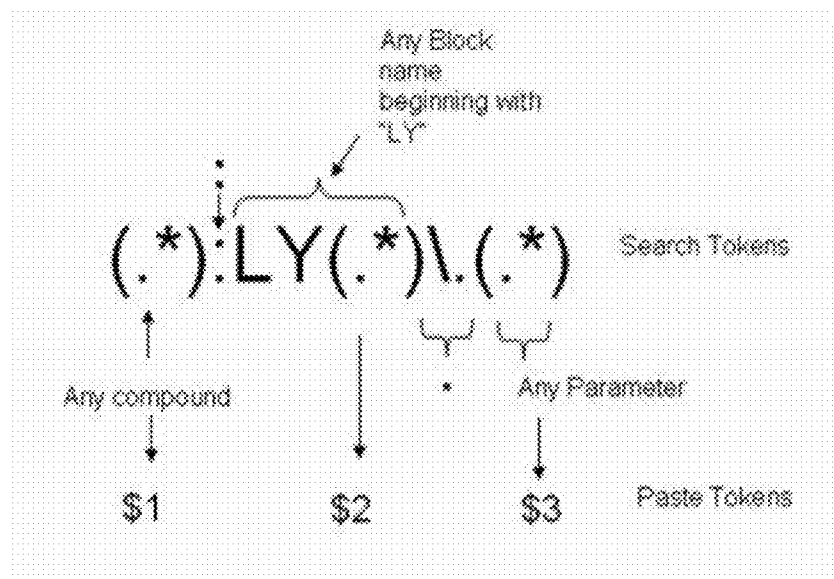 Any Block
name
beginning with
"LY"
:
(.*):LY(.*)\.(.*)
Search Tokens
.
Any compound
Any Parameter
$1
$2
$3
Paste Tokens